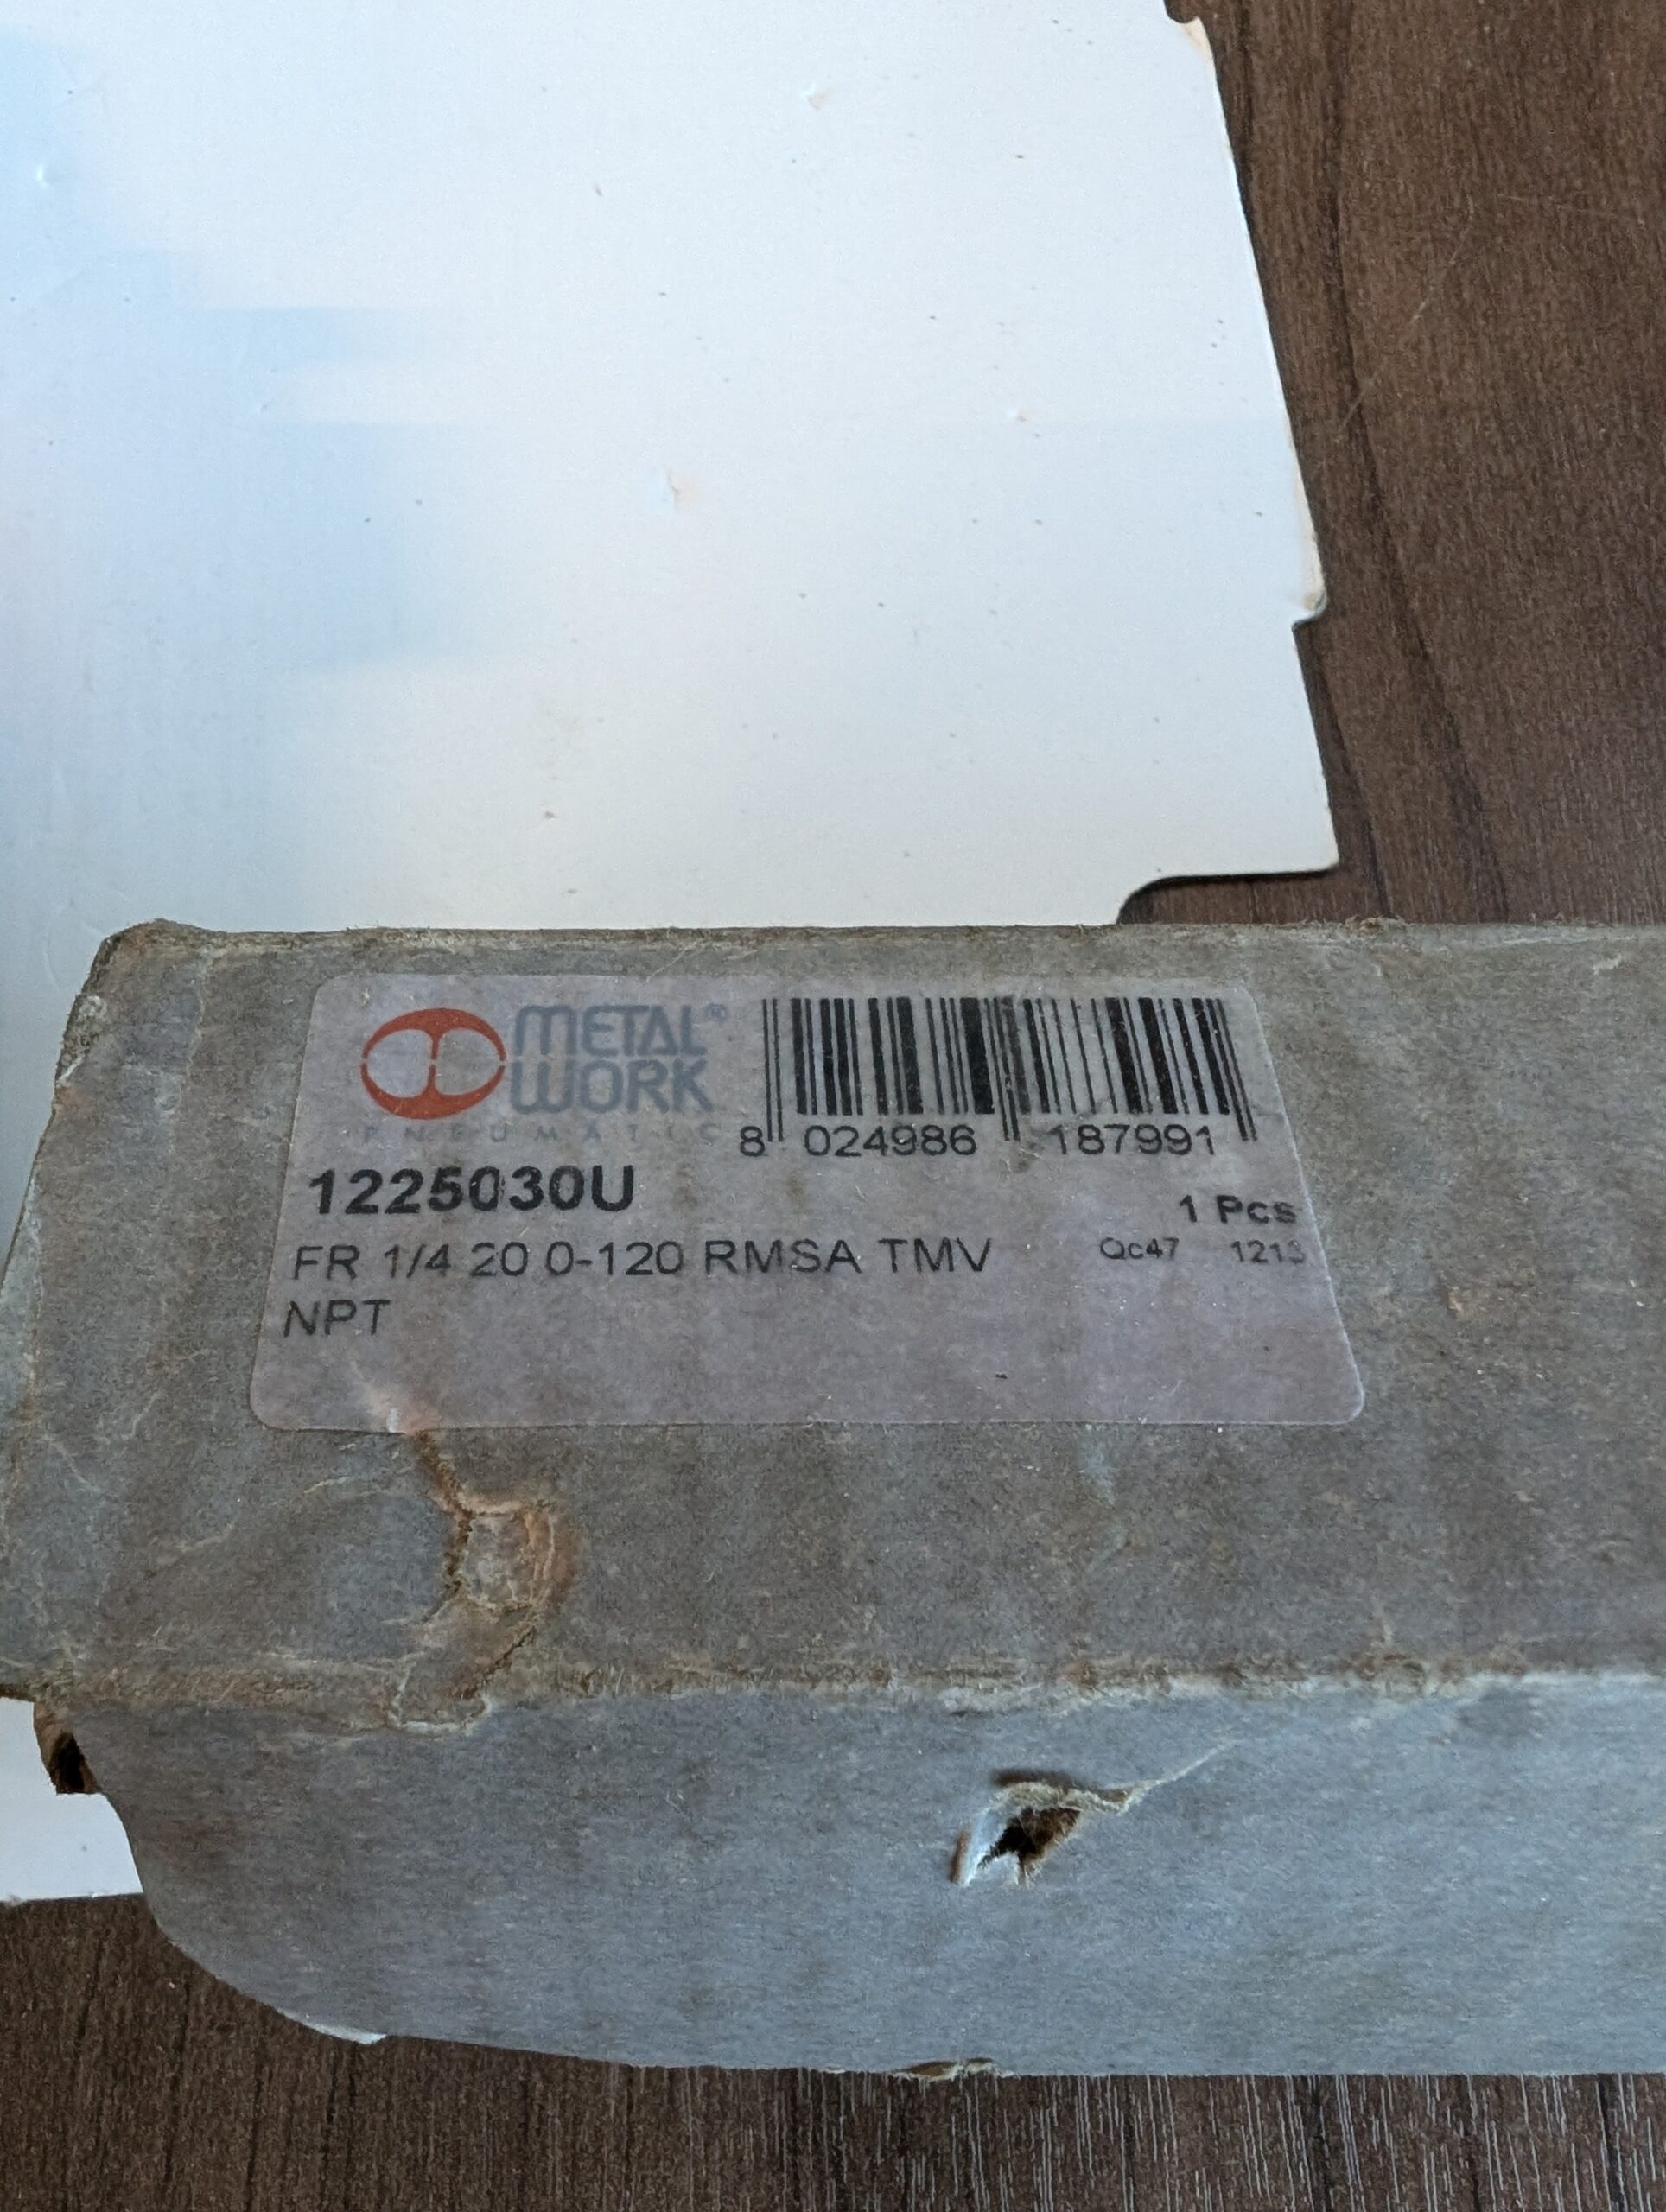 METAL®
WORK
PNEUMATIC
8 024986 187991
1225030U
1 Pcs
FR 1/4 20 0-120 RMSA TMV
Qc47
NPT